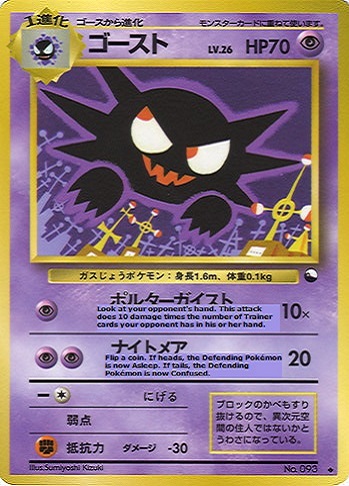 1進化 ゴースから進化 モンスターカードに重ねて使います。
ゴースト LV.26 HP70
ガスじょうポケモン：身長1.6m、体重0.1kg
ポルターガイスト 10×
Look at your opponent's hand. This attack
does 10 damage times the number of Trainer
cards your opponent has in his or her hand.
ナイトメア 20
Flip a coin. If heads, the Defending Pokémon
is now Asleep. If tails, the Defending
Pokémon is now Confused.
にげる
弱点
抵抗力 ダメージ -30
ブロックのかべもすり
抜けるので、異次元空
間の住人ではないかと
うわさになっている。
Illus.Sumiyoshi Kizuki No. 093